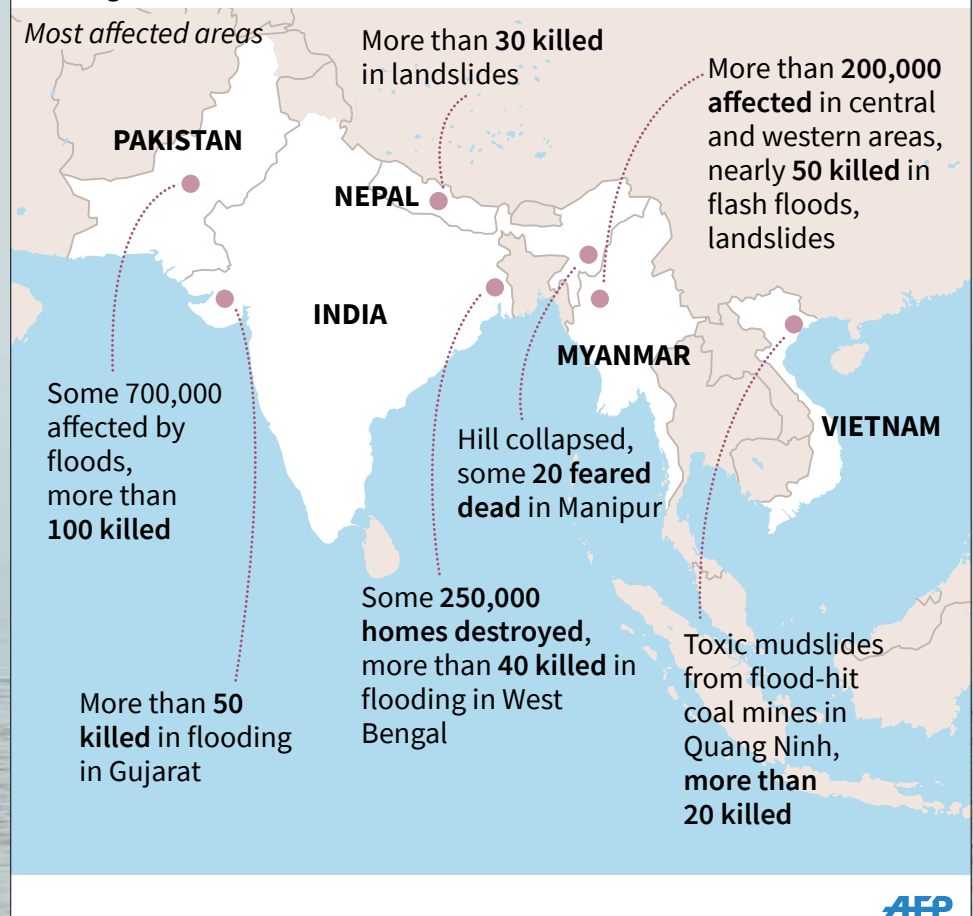 Most affected areas
More than 30 killed
in landslides
More than 200,000
affected in central
and western areas,
nearly 50 killed in
flash floods,
landslides
PAKISTAN
NEPAL
INDIA
MYANMAR
VIETNAM
Some 700,000
affected by
floods,
more than
100 killed
Hill collapsed,
some 20 feared
dead in Manipur
Some 250,000
homes destroyed,
more than 40 killed in
flooding in West
Bengal
More than 50
killed in flooding
in Gujarat
Toxic mudslides
from flood-hit
coal mines in
Quang Ninh,
more than
20 killed
AFP